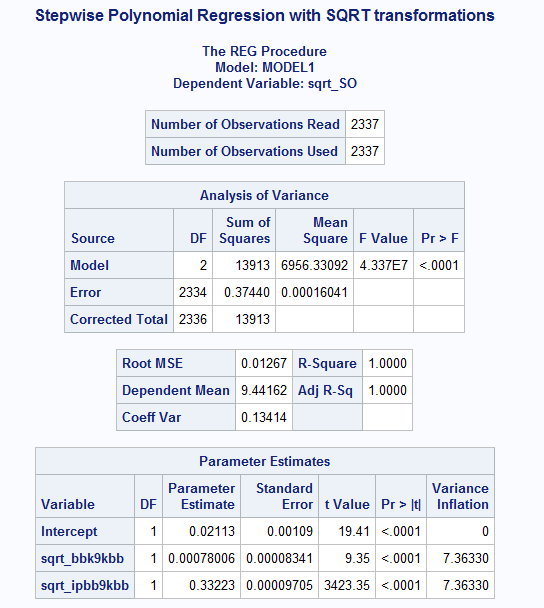 Stepwise Polynomial Regression with SQRT transformations
The REG Procedure
Model: MODEL1
Dependent Variable: sqrt_SO
Number of Observations Read 2337
Number of Observations Used 2337
Analysis of Variance
Source DF Sum of Squares Mean Square F Value Pr > F
Model 2 13913 6956.33092 4.337E7 <.0001
Error 2334 0.37440 0.00016041
Corrected Total 2336 13913
Root MSE 0.01267 R-Square 1.0000
Dependent Mean 9.44162 Adj R-Sq 1.0000
Coeff Var 0.13414
Parameter Estimates
Variable DF Parameter Estimate Standard Error t Value Pr > |t| Variance Inflation
Intercept 1 0.02113 0.00109 19.41 <.0001 0
sqrt_bbk9kbb 1 0.00078006 0.00008341 9.35 <.0001 7.36330
sqrt_ipbb9kbb 1 0.33223 0.00009705 3423.35 <.0001 7.36330